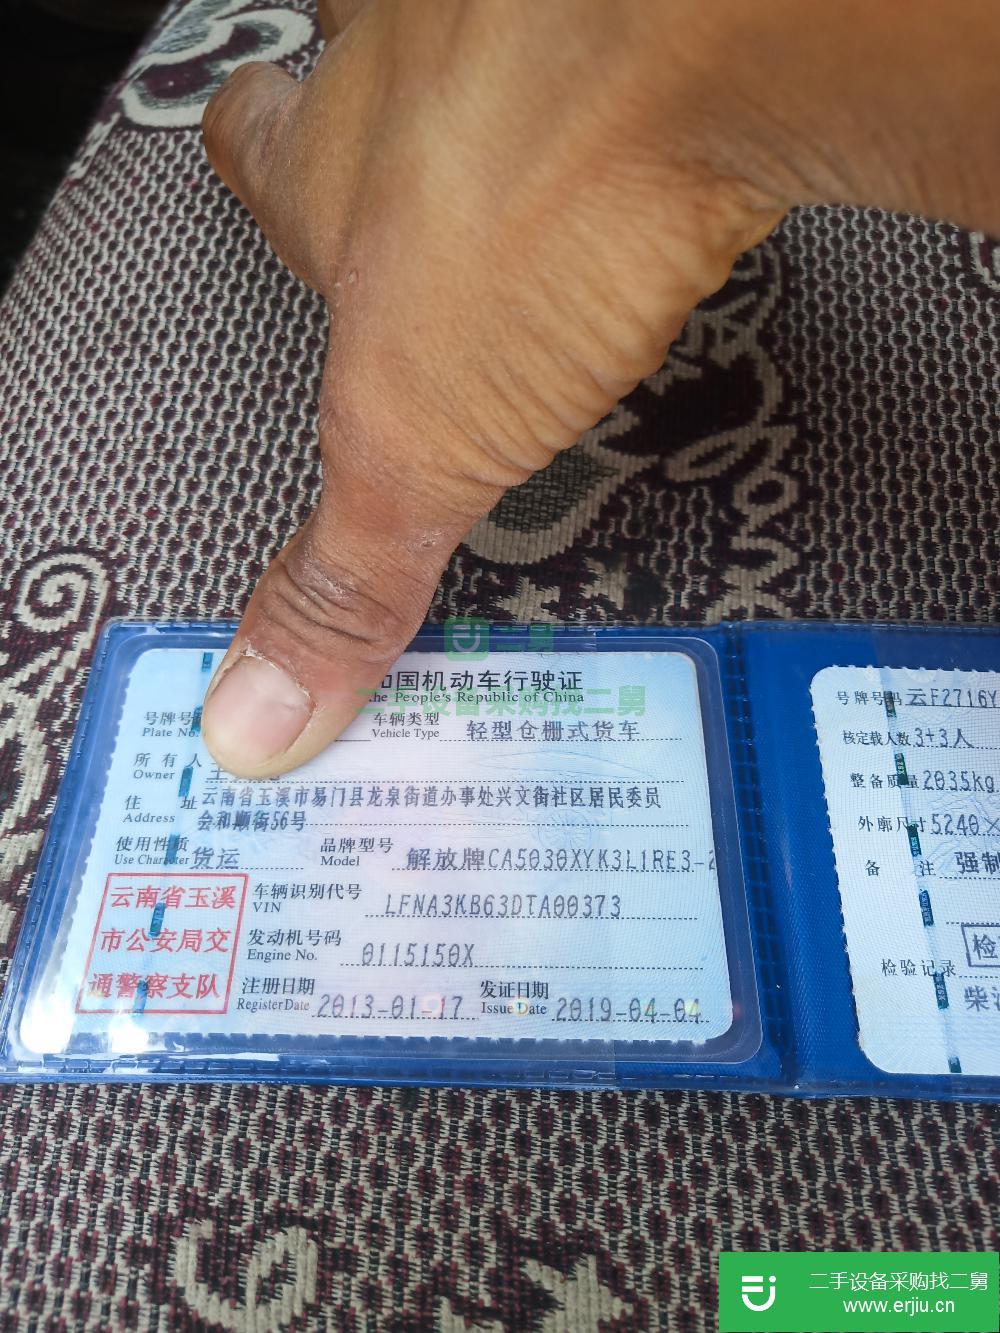 二舅
和国机动车行驶证
the People's Republic of China
二手设备采购找二舅
号牌号
Plate No.
车辆类型
Vehicle Type
轻型仓栅式货车
所有人
Owner
住址
Address
云南省玉溪市易门县龙泉街道办事处兴文街社区居民委员
会和顺街56号
使用性质
Use Character
货运
品牌型号
Model
解放牌CA5030XYK3L1RE3-2
云南省玉溪
市公安局交
通警察支队
车辆识别代号
VIN
LFNA3KB63DTA00373
发动机号码
Engine No.
0115150X
注册日期
Register Date
2013-01-17
发证日期
Issue Date
2019-04-04
号牌号码 云F2716Y
核定载人数 3+3人
整备质量 2035kg
外廓尺寸 5240×
备注 强制
检
检验记录
柴油
二手设备采购找二舅
www.erjiu.cn